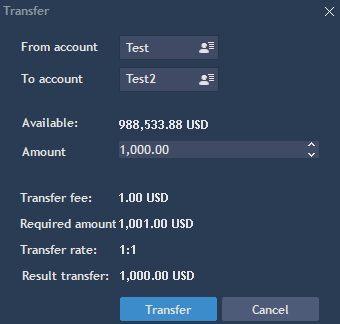 Transfer
From account Test
To account Test2
Available: 988,533.88 USD
Amount 1,000.00
Transfer fee: 1.00 USD
Required amount 1,001.00 USD
Transfer rate: 1:1
Result transfer: 1,000.00 USD
Transfer Cancel